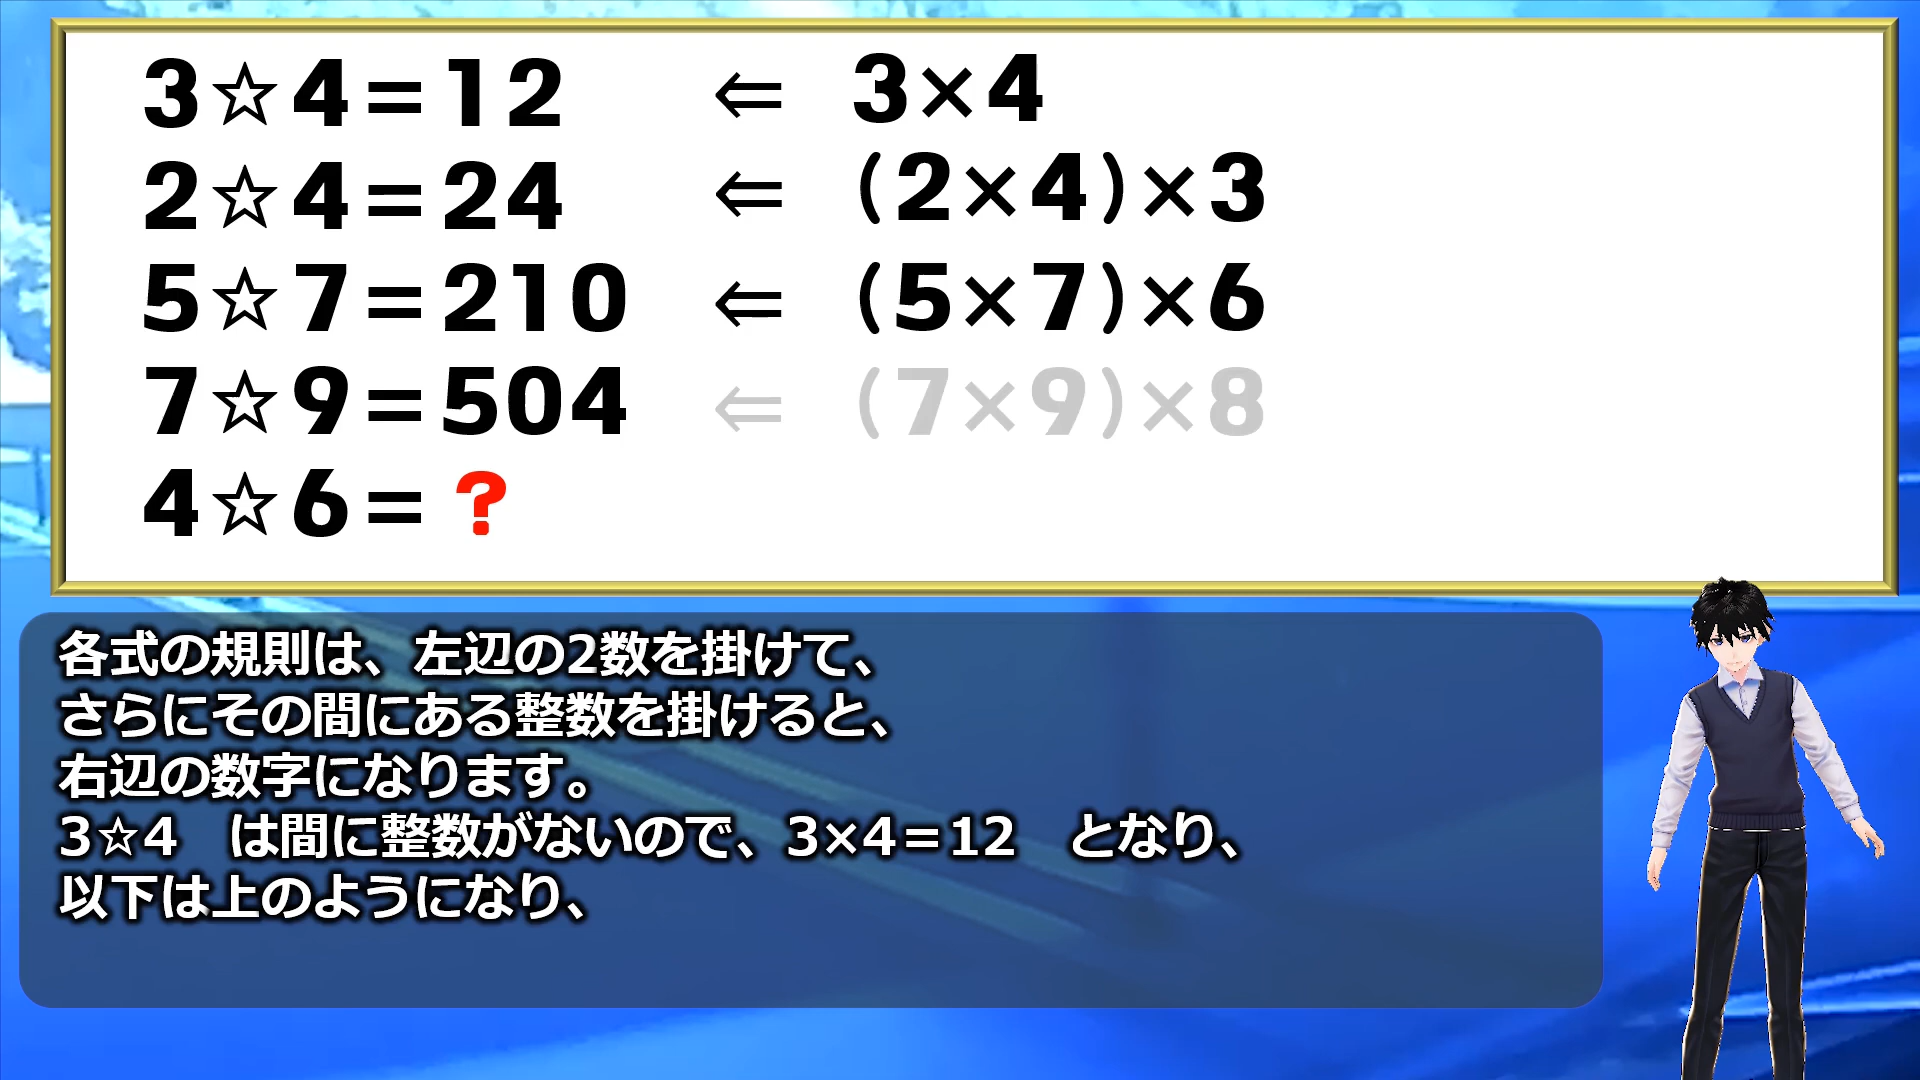 3☆4=12 ⇐ 3×4
2☆4=24 ⇐ (2×4)×3
5☆7=210 ⇐ (5×7)×6
7☆9=504 ⇐ (7×9)×8
4☆6=?
各式の規則は、左辺の2数を掛けて、
さらにその間にある整数を掛けると、
右辺の数字になります。
3☆4　は間に整数がないので、3×4＝12　となり、
以下は上のようになり、